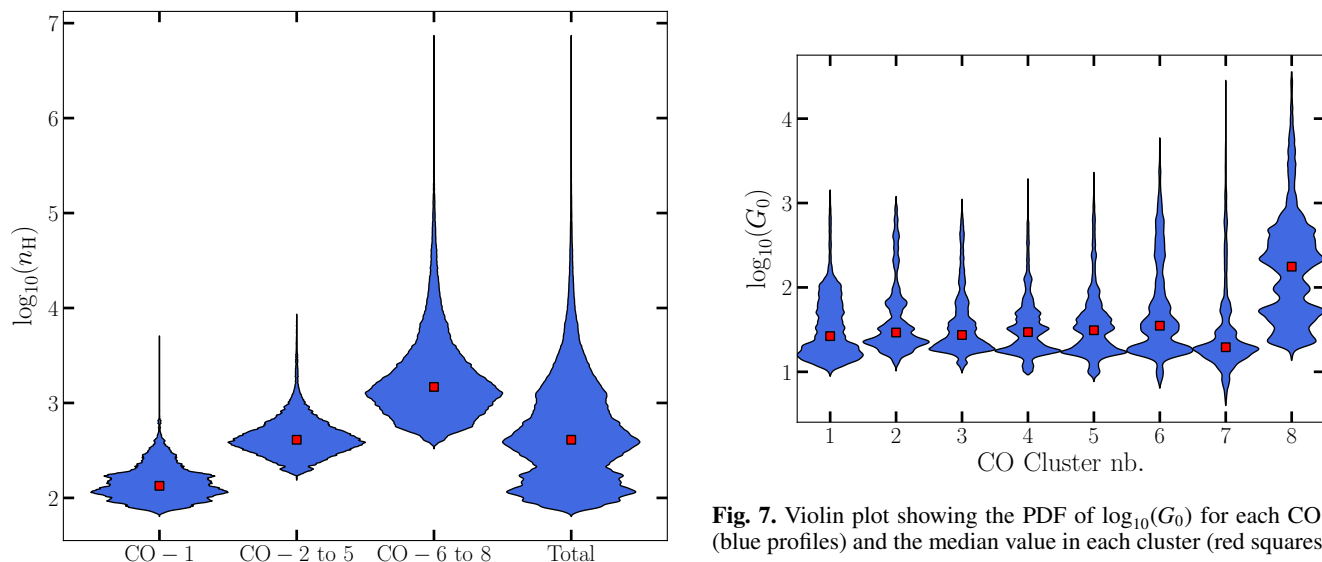 7
6
5
4
3
2
log₁₀(n_H)
CO − 1
CO − 2 to 5
CO − 6 to 8
Total
4
3
2
1
log₁₀(G₀)
1 2 3 4 5 6 7 8
CO Cluster nb.
Fig. 7. Violin plot showing the PDF of log₁₀(G₀) for each CO
(blue profiles) and the median value in each cluster (red squares